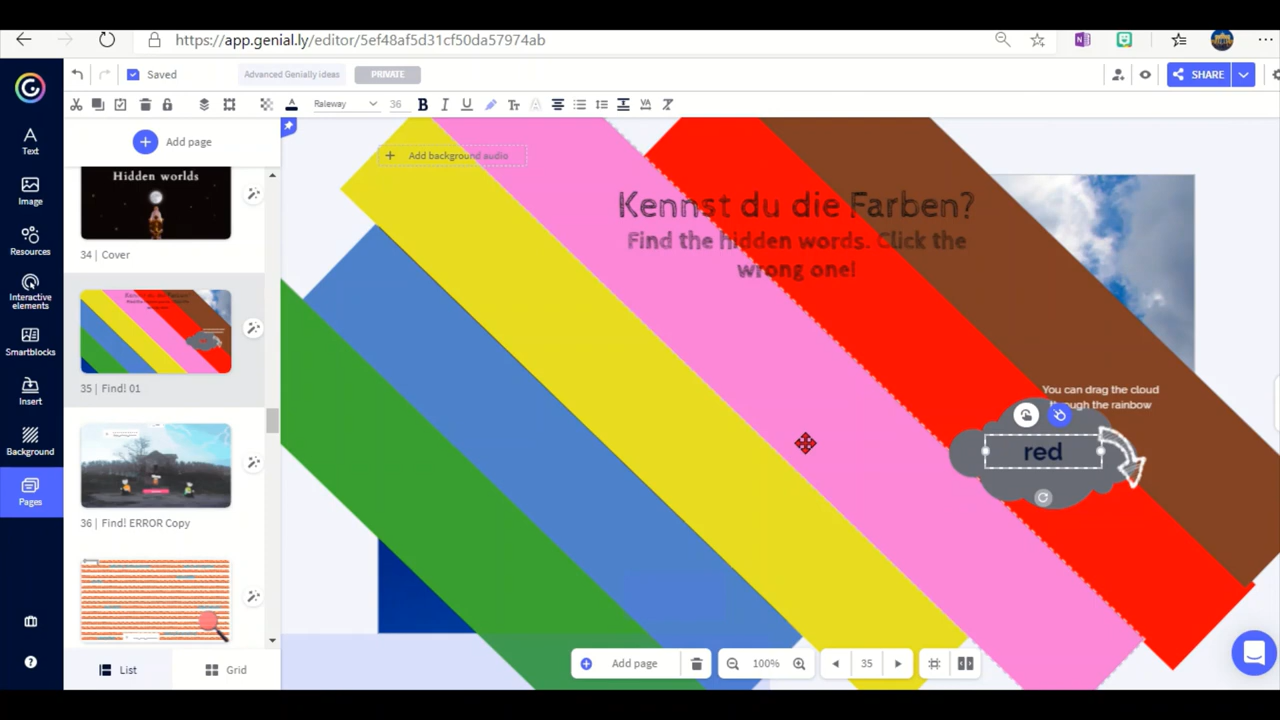 https://app.genial.ly/editor/5ef48af5d31cf50da57974ab
Saved
Advanced Genially ideas
PRIVATE
SHARE
Raleway
36
Add page
Add background audio
Text
Image
Resources
Interactive elements
Smartblocks
Insert
Background
Pages
Hidden worlds
34 | Cover
35 | Find! 01
36 | Find! ERROR Copy
Kennst du die Farben?
Find the hidden words. Click the
wrong one!
You can drag the cloud
through the rainbow
red
List
Grid
Add page
100%
35